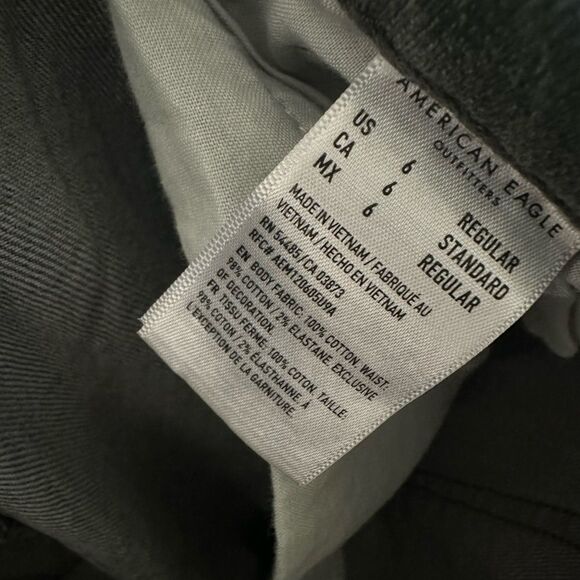 AMERICAN EAGLE
OUTFITTERS
US 6 REGULAR
CA 6 STANDARD
MX 6 REGULAR
MADE IN VIETNAM / FABRIQUE AU
VIETNAM / HECHO EN VIETNAM
RN 54485 / CA 03873
RFC# AEM120605U9A
EN BODY FABRIC: 100% COTTON, WAIST:
98% COTTON / 2% ELASTANE. EXCLUSIVE
OF DECORATION.
FR: TISSU FERME: 100% COTON, TAILLE:
98% COTON / 2% ÉLASTHANNE. À
L'EXCEPTION DE LA GARNITURE.